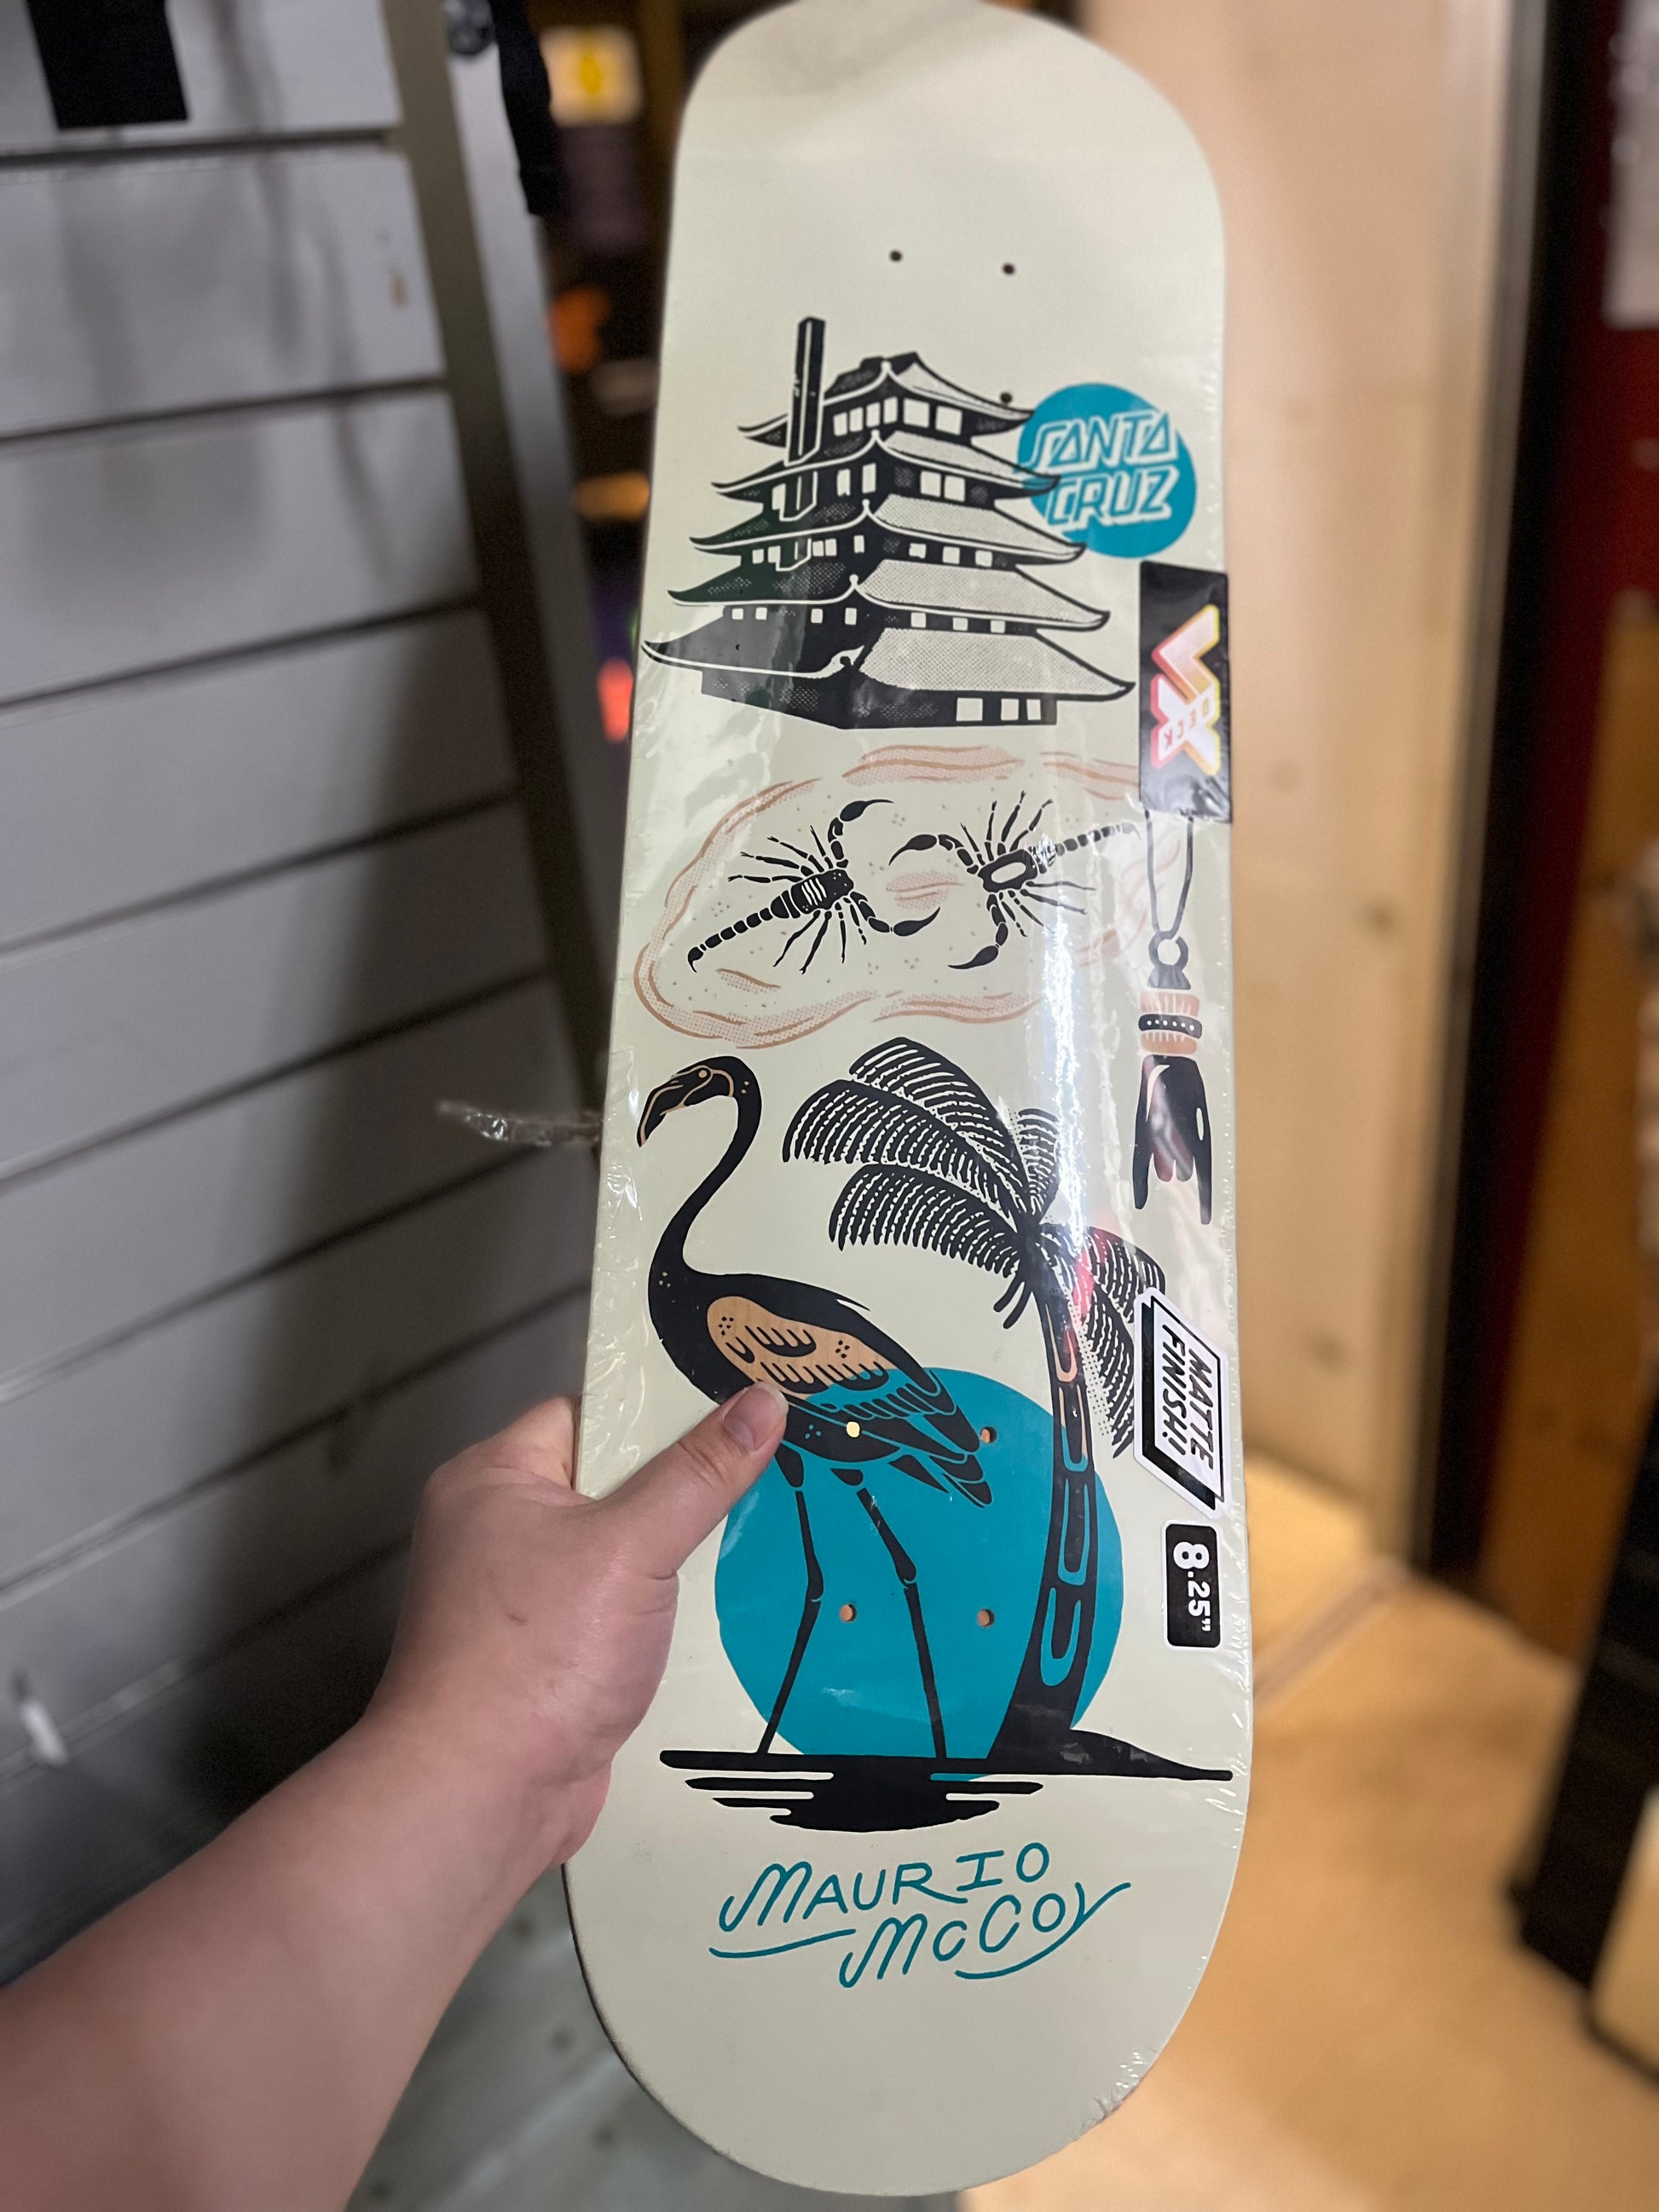 SANTA
CRUZ
VX
DECK
MATTE
FINISH!!
8.25"
MAURIO
McCOY